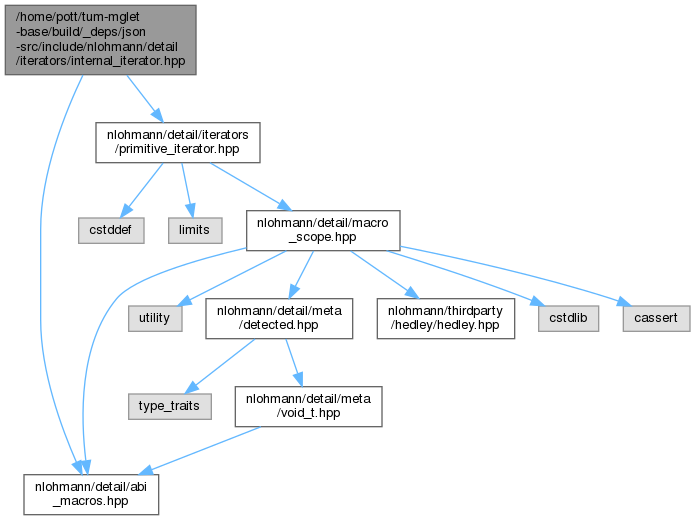 /home/pott/tum-mglet
-base/build/_deps/json
-src/include/nlohmann/detail
/iterators/internal_iterator.hpp
nlohmann/detail/iterators
/primitive_iterator.hpp
cstddef
limits
nlohmann/detail/macro
_scope.hpp
utility
nlohmann/detail/meta
/detected.hpp
nlohmann/thirdparty
/hedley/hedley.hpp
cstdlib
cassert
type_traits
nlohmann/detail/meta
/void_t.hpp
nlohmann/detail/abi
_macros.hpp